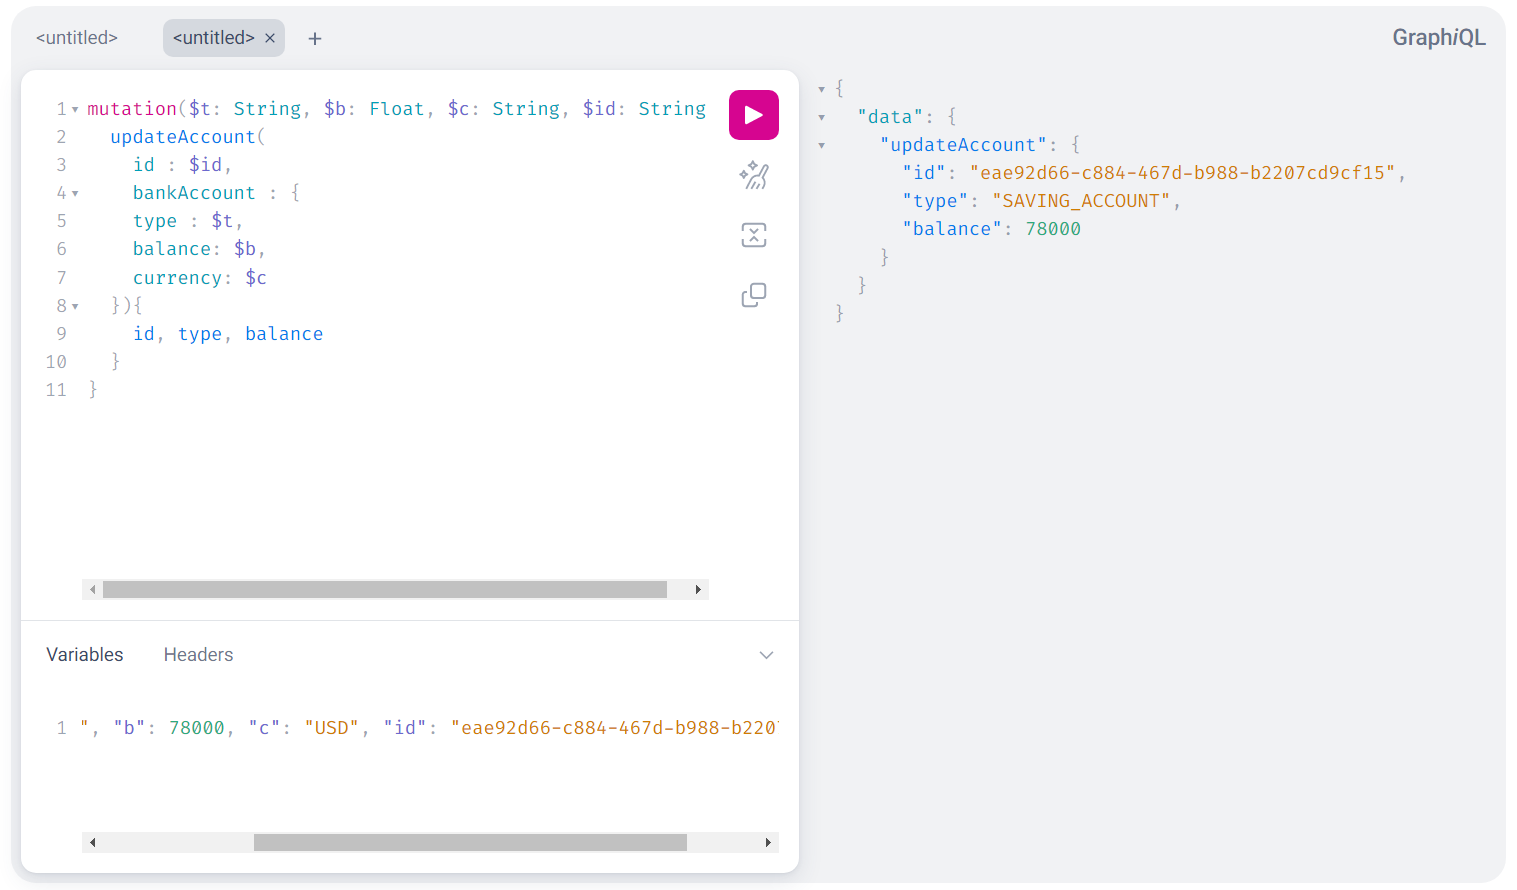 <untitled>
<untitled> × +
GraphiQL
1 mutation($t: String, $b: Float, $c: String, $id: String
2 updateAccount(
3 id : $id,
4 bankAccount : {
5 type : $t,
6 balance: $b,
7 currency: $c
8 }){
9 id, type, balance
10 }
11 }
Variables
Headers
1 ", "b": 78000, "c": "USD", "id": "eae92d66-c884-467d-b988-b220
{
"data": {
"updateAccount": {
"id": "eae92d66-c884-467d-b988-b2207cd9cf15",
"type": "SAVING_ACCOUNT",
"balance": 78000
}
}
}